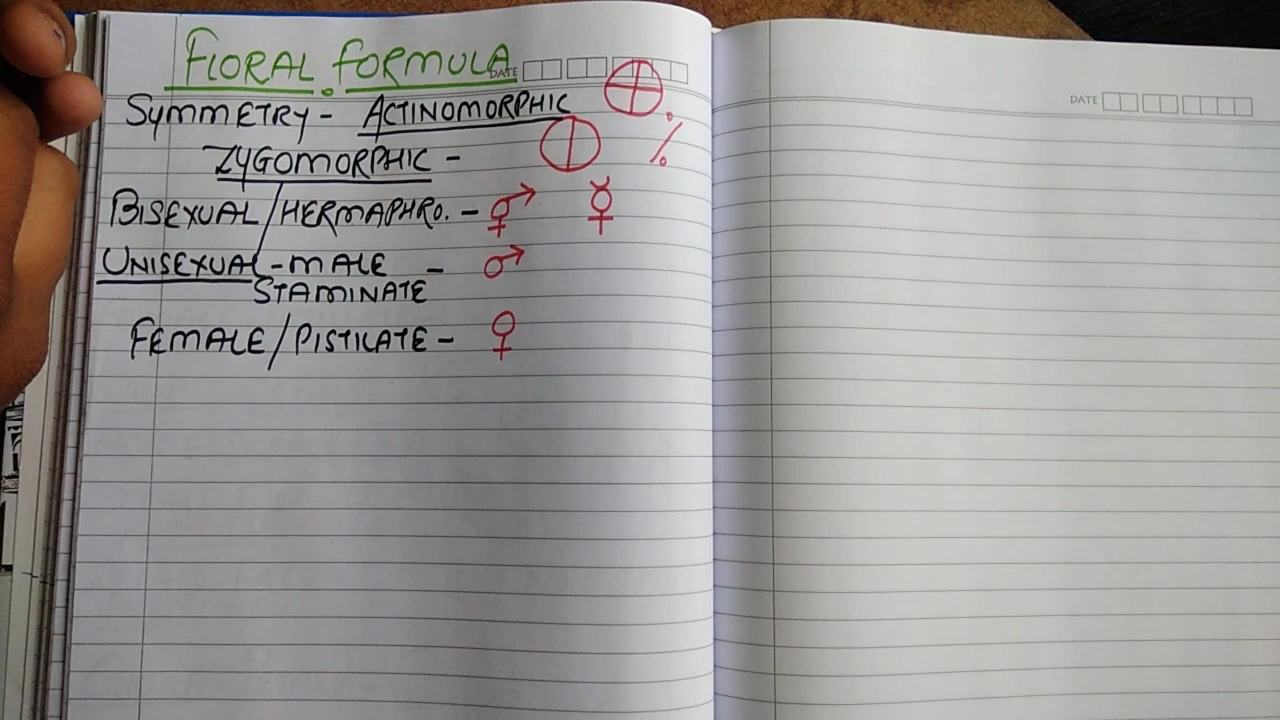 FLORAL FORMULA
DATE
SYMMETRY - ACTINOMORPHIC ⊕.
ZYGOMORPHIC - ⦶ %
BISEXUAL/HERMAPHRO. - ⚥ ☿
UNISEXUAL - MALE - ♂
STAMINATE
FEMALE/PISTILATE - ♀
DATE